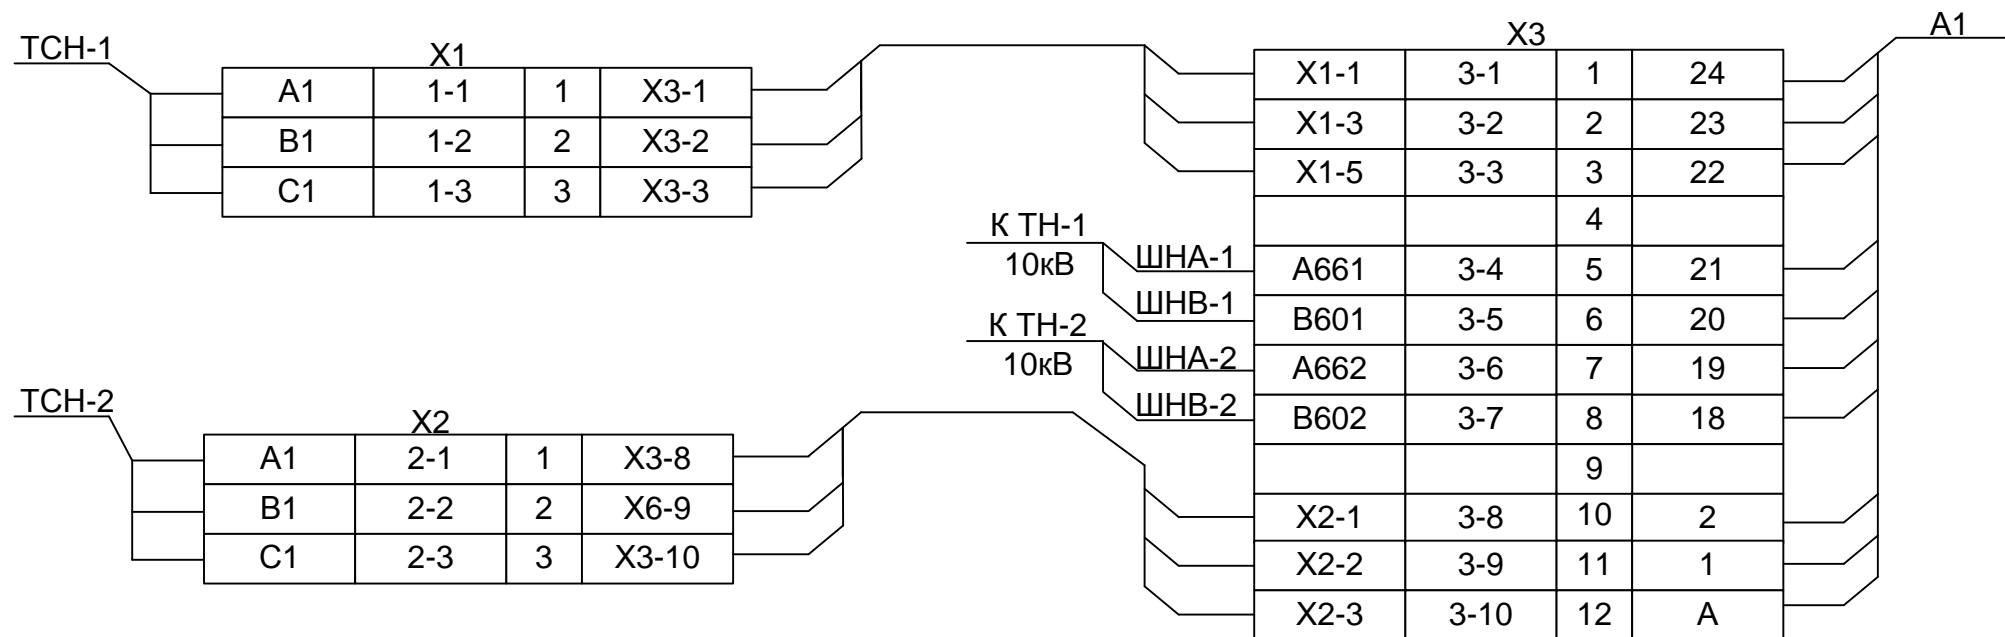 ТСН-1
X1
A1 1-1 1 X3-1
B1 1-2 2 X3-2
C1 1-3 3 X3-3
ТСН-2
X2
A1 2-1 1 X3-8
B1 2-2 2 X6-9
C1 2-3 3 X3-10
К ТН-1
10кВ
ШНА-1
ШНВ-1
К ТН-2
10кВ
ШНА-2
ШНВ-2
X3
X1-1 3-1 1 24
X1-3 3-2 2 23
X1-5 3-3 3 22
4
A661 3-4 5 21
B601 3-5 6 20
A662 3-6 7 19
B602 3-7 8 18
9
X2-1 3-8 10 2
X2-2 3-9 11 1
X2-3 3-10 12 A
A1